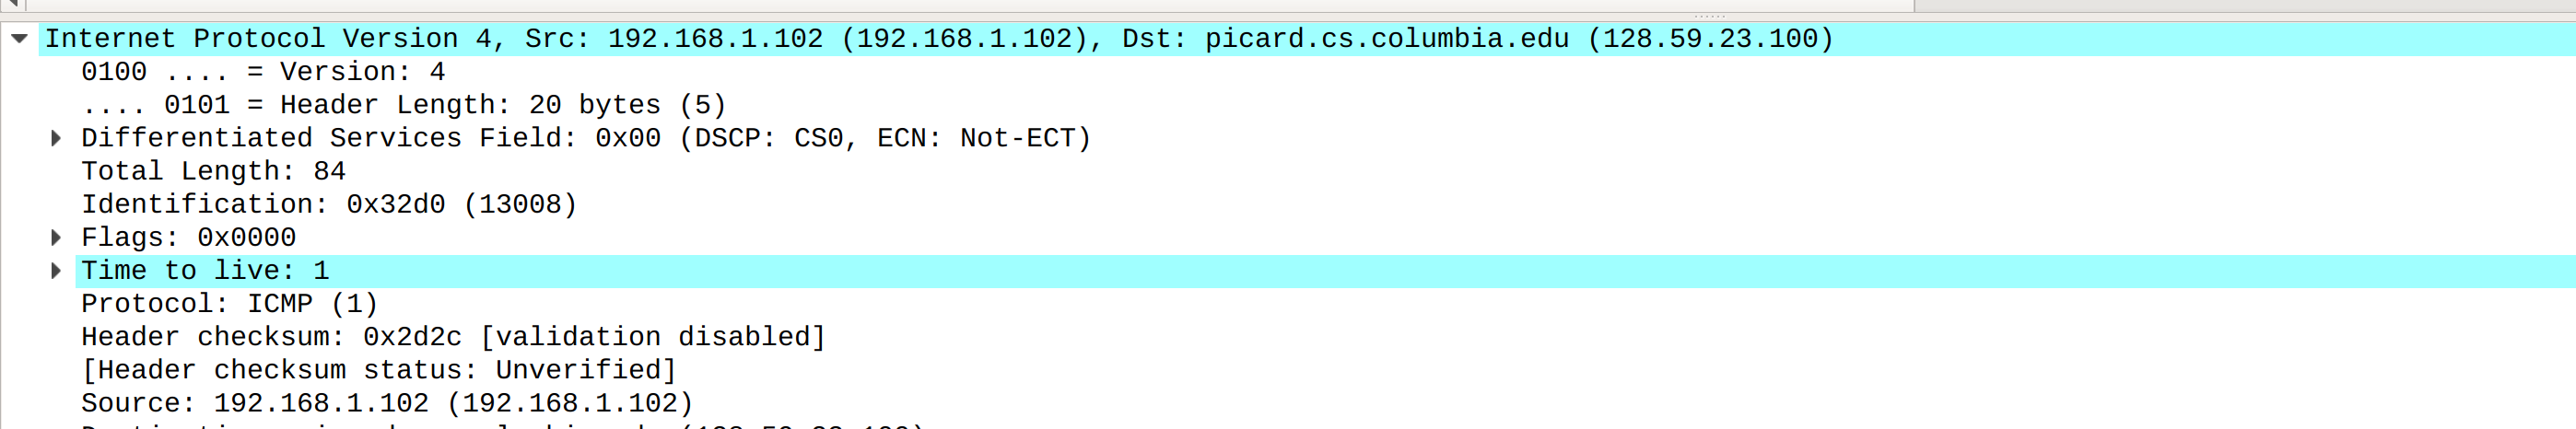 Internet Protocol Version 4, Src: 192.168.1.102 (192.168.1.102), Dst: picard.cs.columbia.edu (128.59.23.100)
0100 .... = Version: 4
.... 0101 = Header Length: 20 bytes (5)
Differentiated Services Field: 0x00 (DSCP: CS0, ECN: Not-ECT)
Total Length: 84
Identification: 0x32d0 (13008)
Flags: 0x0000
Time to live: 1
Protocol: ICMP (1)
Header checksum: 0x2d2c [validation disabled]
[Header checksum status: Unverified]
Source: 192.168.1.102 (192.168.1.102)